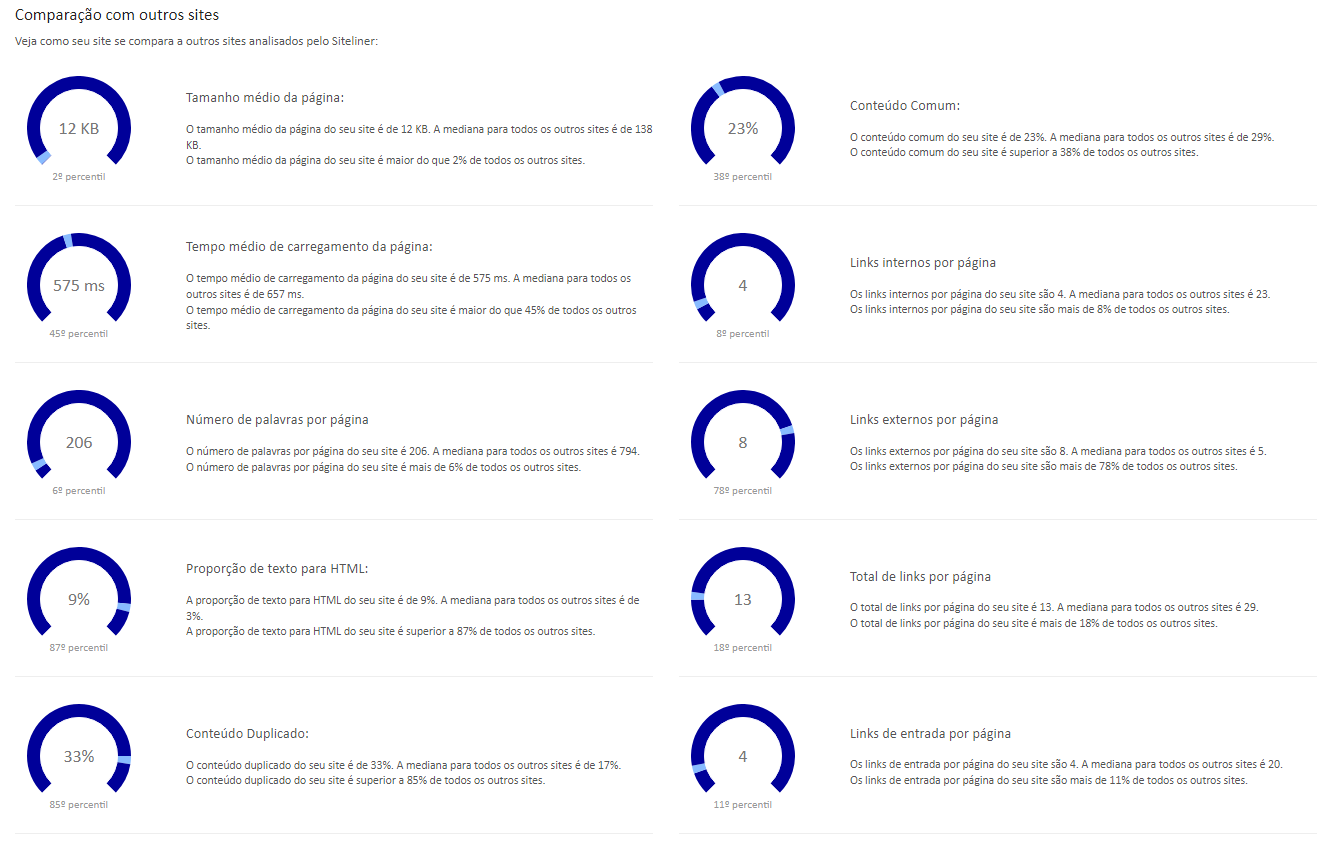 Comparação com outros sites
Veja como seu site se compara a outros sites analisados pelo Siteliner:
12 KB
2º percentil
Tamanho médio da página:
O tamanho médio da página do seu site é de 12 KB. A mediana para todos os outros sites é de 138
KB.
O tamanho médio da página do seu site é maior do que 2% de todos os outros sites.
23%
38º percentil
Conteúdo Comum:
O conteúdo comum do seu site é de 23%. A mediana para todos os outros sites é de 29%.
O conteúdo comum do seu site é superior a 38% de todos os outros sites.
575 ms
45º percentil
Tempo médio de carregamento da página:
O tempo médio de carregamento da página do seu site é de 575 ms. A mediana para todos os
outros sites é de 657 ms.
O tempo médio de carregamento da página do seu site é maior do que 45% de todos os outros
sites.
4
8º percentil
Links internos por página
Os links internos por página do seu site são 4. A mediana para todos os outros sites é 23.
Os links internos por página do seu site são mais de 8% de todos os outros sites.
206
6º percentil
Número de palavras por página
O número de palavras por página do seu site é 206. A mediana para todos os outros sites é 794.
O número de palavras por página do seu site é mais de 6% de todos os outros sites.
8
78º percentil
Links externos por página
Os links externos por página do seu site são 8. A mediana para todos os outros sites é 5.
Os links externos por página do seu site são mais de 78% de todos os outros sites.
9%
87º percentil
Proporção de texto para HTML:
A proporção de texto para HTML do seu site é de 9%. A mediana para todos os outros sites é de
3%.
A proporção de texto para HTML do seu site é superior a 87% de todos os outros sites.
13
18º percentil
Total de links por página
O total de links por página do seu site é 13. A mediana para todos os outros sites é 29.
O total de links por página do seu site é mais de 18% de todos os outros sites.
33%
85º percentil
Conteúdo Duplicado:
O conteúdo duplicado do seu site é de 33%. A mediana para todos os outros sites é de 17%.
O conteúdo duplicado do seu site é superior a 85% de todos os outros sites.
4
11º percentil
Links de entrada por página
Os links de entrada por página do seu site são 4. A mediana para todos os outros sites é 20.
Os links de entrada por página do seu site são mais de 11% de todos os outros sites.